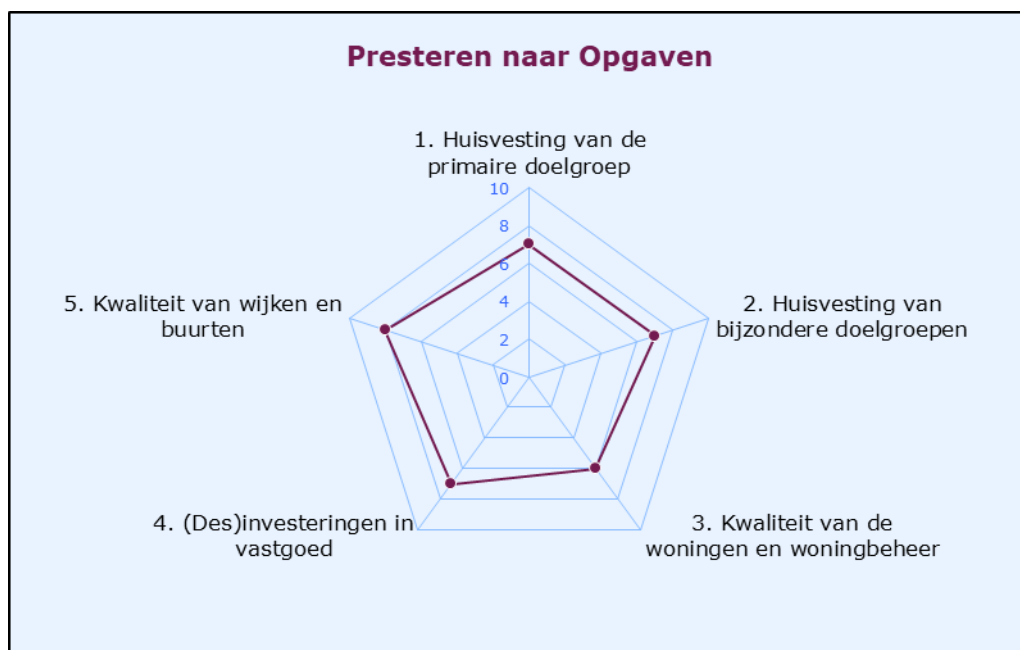 Presteren naar Opgaven
1. Huisvesting van de
primaire doelgroep
10
8
6
4
2
0
2. Huisvesting van
bijzondere doelgroepen
3. Kwaliteit van de
woningen en woningbeheer
4. (Des)investeringen in
vastgoed
5. Kwaliteit van wijken en
buurten